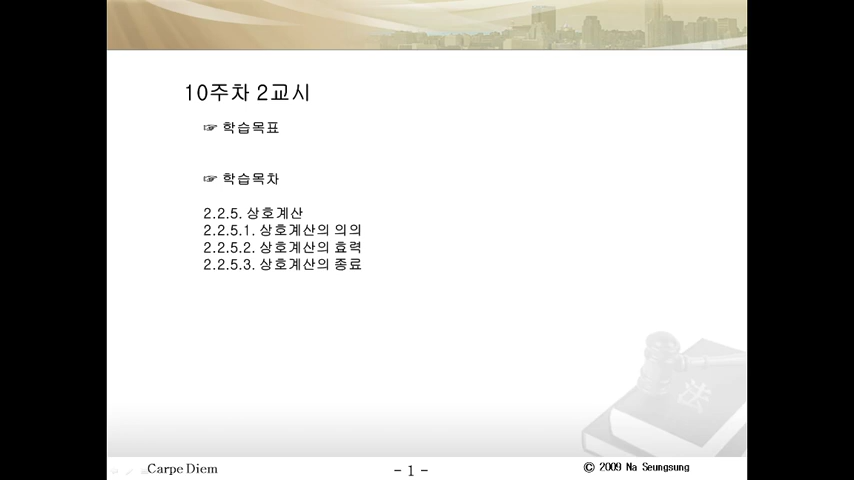 10주차 2교시
☞ 학습목표
☞ 학습목차
2.2.5. 상호계산
2.2.5.1. 상호계산의 의의
2.2.5.2. 상호계산의 효력
2.2.5.3. 상호계산의 종료
法
Carpe Diem
- 1 -
© 2009 Na Seungsung